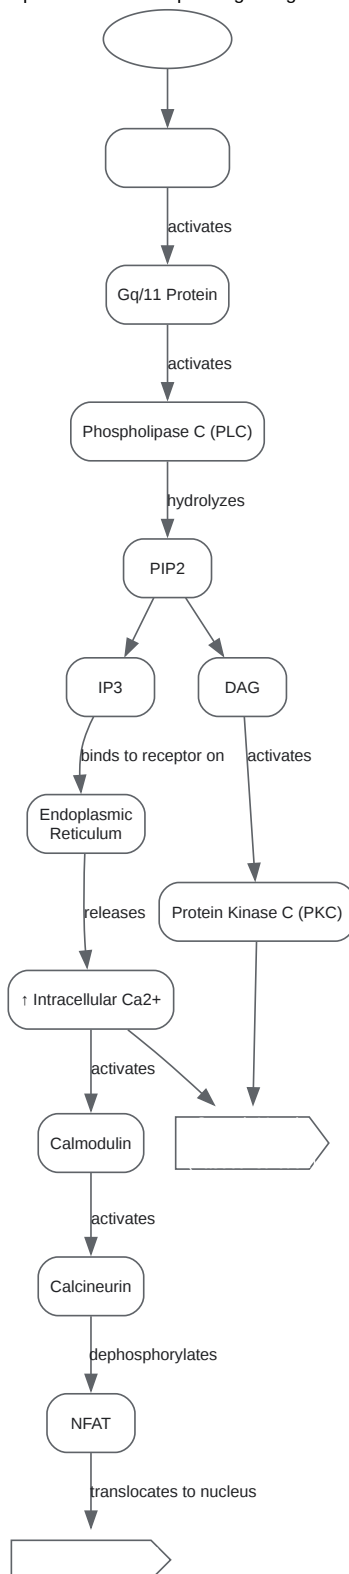 activates
Gq/11 Protein
activates
Phospholipase C (PLC)
hydrolyzes
PIP2
IP3
DAG
binds to receptor on
activates
Endoplasmic
Reticulum
releases
Protein Kinase C (PKC)
↑ Intracellular Ca2+
activates
Calmodulin
activates
Calcineurin
dephosphorylates
NFAT
translocates to nucleus